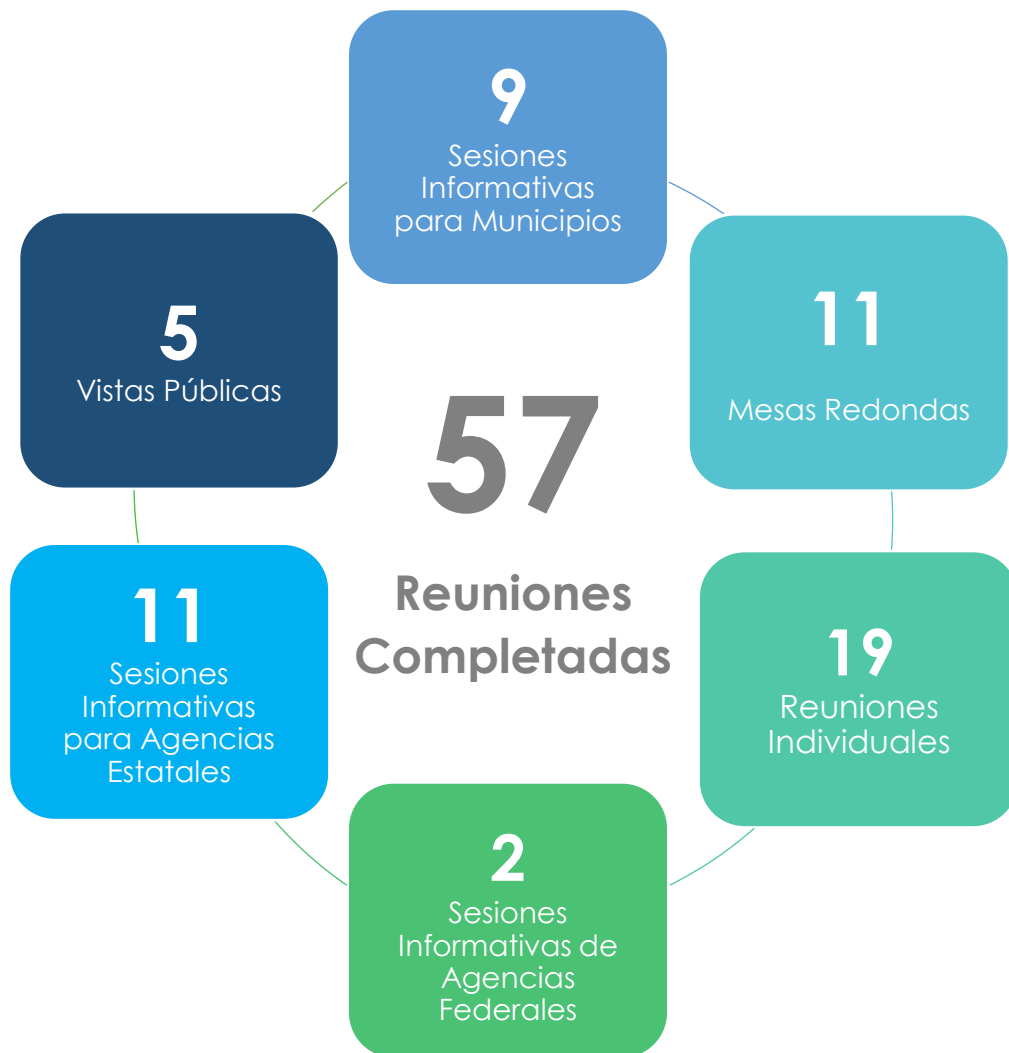 9
Sesiones
Informativas
para Municipios
11
Mesas Redondas
19
Reuniones
Individuales
2
Sesiones
Informativas de
Agencias
Federales
11
Sesiones
Informativas
para Agencias
Estatales
5
Vistas Públicas
57
Reuniones
Completadas